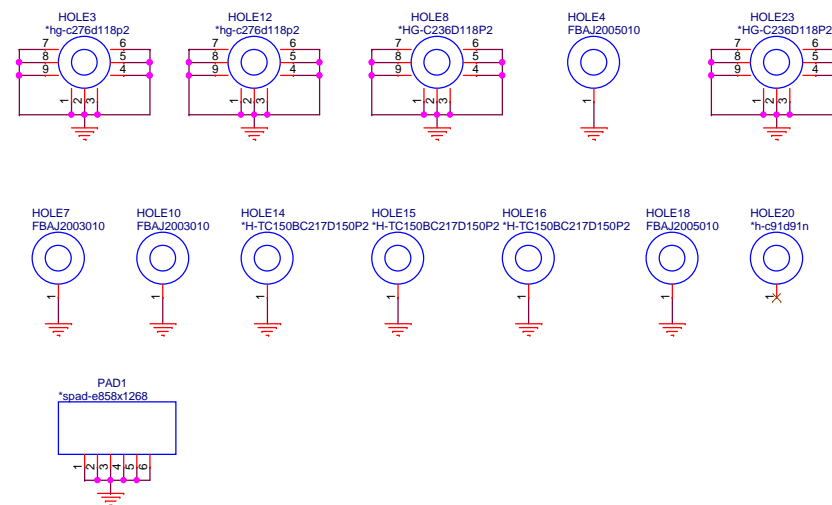 HOLE3
*hg-c276d118p2
7 6
8 5
9 4
1 2 3
HOLE12
*hg-c276d118p2
7 6
8 5
9 4
1 2 3
HOLE8
*HG-C236D118P2
7 6
8 5
9 4
1 2 3
HOLE4
FBAJ2005010
1
HOLE23
*HG-C236D118P2
7 6
8 5
9 4
1 2 3
HOLE7
FBAJ2003010
1
HOLE10
FBAJ2003010
1
HOLE14
*H-TC150BC217D150P2
1
HOLE15
*H-TC150BC217D150P2
1
HOLE16
*H-TC150BC217D150P2
1
HOLE18
FBAJ2005010
1
HOLE20
*h-c91d91n
1
PAD1
*spad-e858x1268
1 2 3 4 5 6